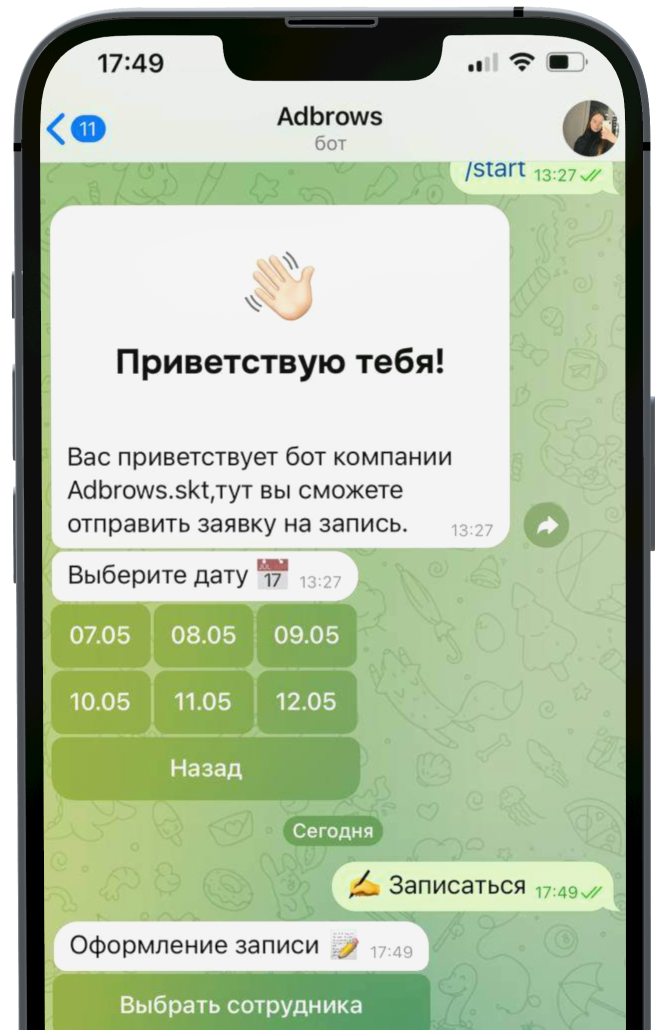 17:49
11
Adbrows
бот
/start 13:27
Приветствую тебя!
Вас приветствует бот компании
Adbrows.skt,тут вы сможете
отправить заявку на запись. 13:27
Выберите дату JUL 17 13:27
07.05 08.05 09.05
10.05 11.05 12.05
Назад
Сегодня
✍️ Записаться 17:49
Оформление записи 📝 17:49
Выбрать сотрудника